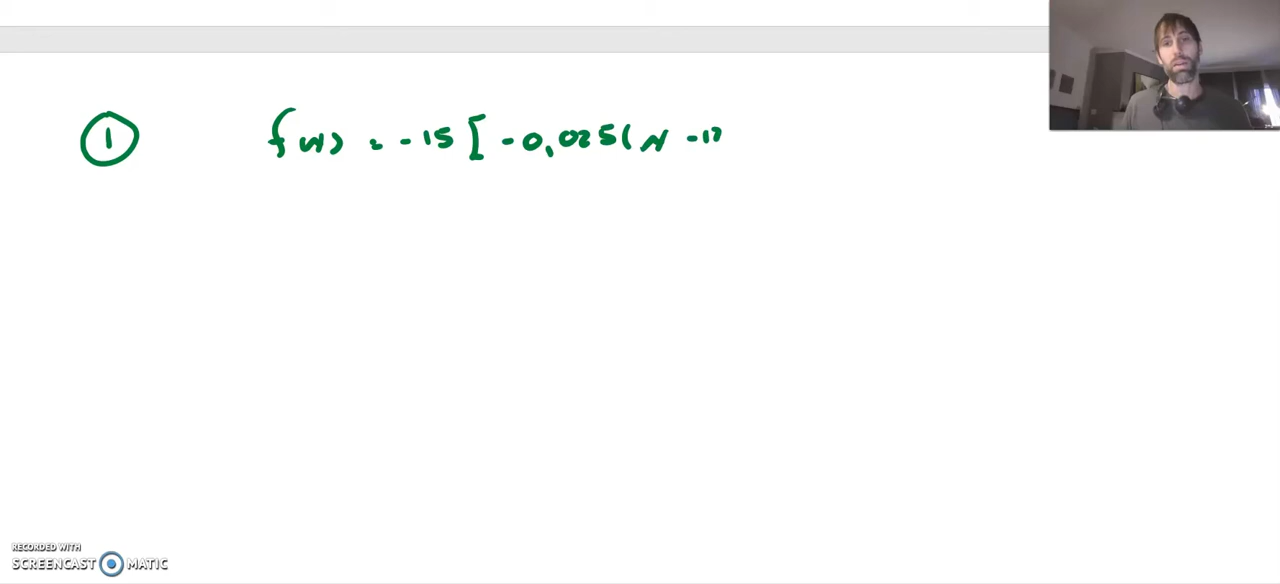 ① f(x) = -15 [ -0,025( x -1
RECORDED WITH
SCREENCAST MATIC